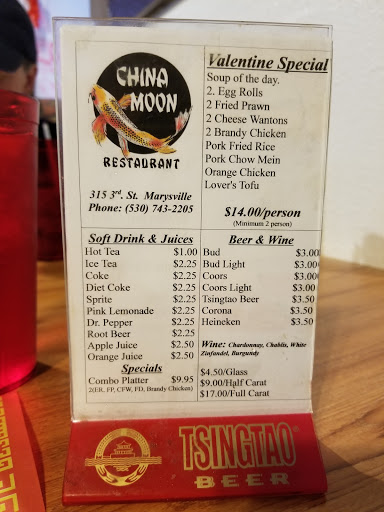 CHINA
MOON
RESTAURANT
315 3rd. St. Marysville
Phone: (530) 743-2205
Valentine Special
Soup of the day.
2. Egg Rolls
2 Fried Prawn
2 Cheese Wantons
2 Brandy Chicken
Pork Fried Rice
Pork Chow Mein
Orange Chicken
Lover's Tofu
$14.00/person
(Minimum 2 person)
Soft Drink & Juices
Hot Tea $1.00
Ice Tea $2.25
Coke $2.25
Diet Coke $2.25
Sprite $2.25
Pink Lemonade $2.25
Dr. Pepper $2.25
Root Beer $2.25
Apple Juice $2.50
Orange Juice $2.50
Specials
Combo Platter $9.95
2(ER, FP, CFW, FD, Brandy Chicken)
Beer & Wine
Bud $3.00
Bud Light $3.00
Coors $3.00
Coors Light $3.00
Tsingtao Beer $3.50
Corona $3.50
Heineken $3.50
Wine: Chardonnay, Chablis, White
Zinfandel, Burgundy
$4.50/Glass
$9.00/Half Carat
$17.00/Full Carat
TSINGTAO
BEER